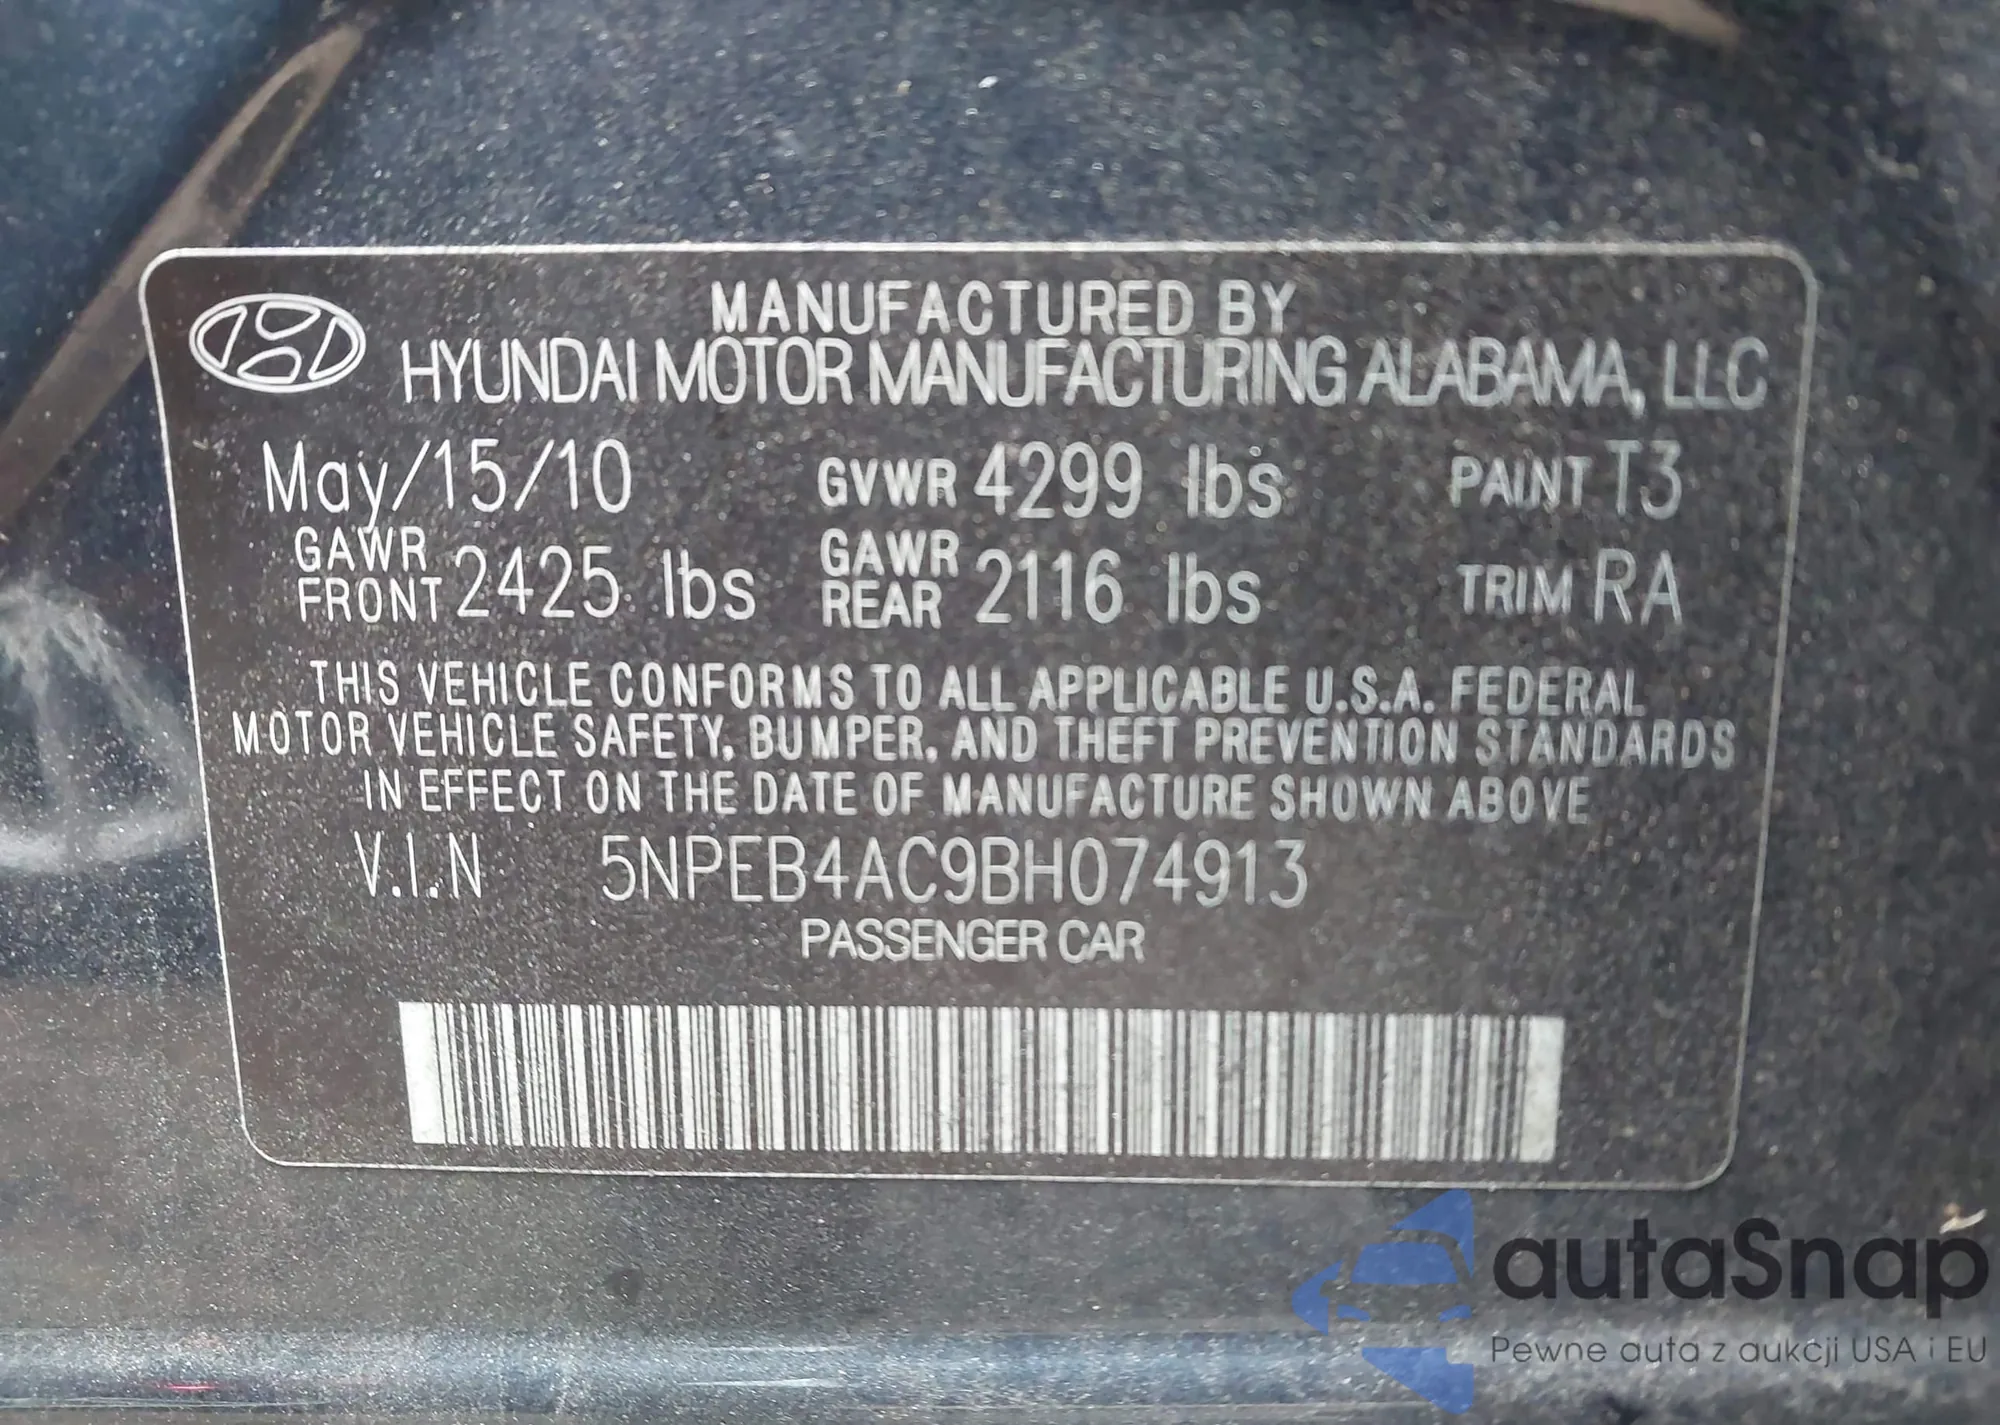 MANUFACTURED BY
HYUNDAI MOTOR MANUFACTURING ALABAMA, LLC
May/15/10 GVWR 4299 lbs PAINT T3
GAWR FRONT 2425 lbs GAWR REAR 2116 lbs TRIM RA
THIS VEHICLE CONFORMS TO ALL APPLICABLE U.S.A. FEDERAL
MOTOR VEHICLE SAFETY, BUMPER, AND THEFT PREVENTION STANDARDS
IN EFFECT ON THE DATE OF MANUFACTURE SHOWN ABOVE
V.I.N 5NPEB4AC9BH074913
PASSENGER CAR
autaSnap
Pewne auta z aukcji USA i EU